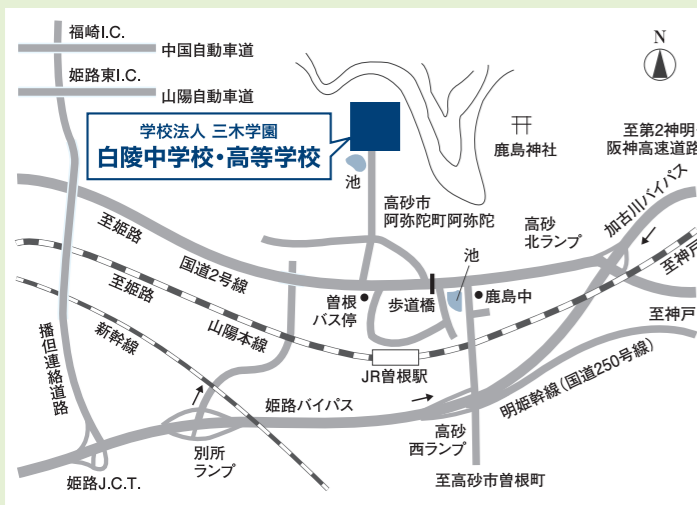 福崎I.C.
中国自動車道
姫路東I.C.
山陽自動車道
学校法人 三木学園
白陵中学校・高等学校
N
鹿島神社
至第2神明
阪神高速道路
加古川バイパス
池
高砂市
阿弥陀町阿弥陀
高砂
北ランプ
至姫路
国道2号線
至姫路
山陽本線
新幹線
播但連絡道路
曽根
バス停
歩道橋
池
鹿島中
至神戸
至神戸
JR曽根駅
明姫幹線(国道250号線)
姫路バイパス
別所
ランプ
高砂
西ランプ
姫路J.C.T.
至高砂市曽根町